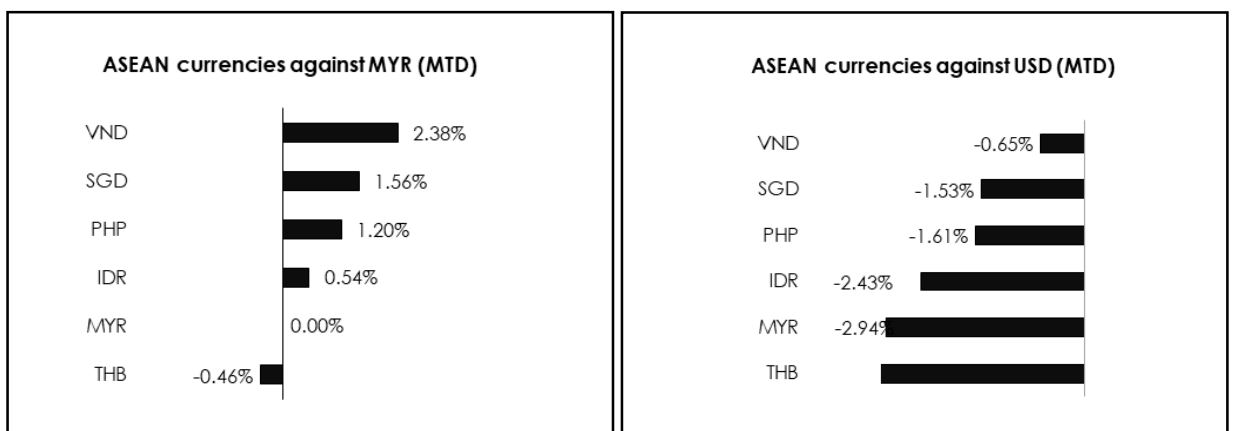 ASEAN currencies against MYR (MTD)
VND 2.38%
SGD 1.56%
PHP 1.20%
IDR 0.54%
MYR 0.00%
THB -0.46%
ASEAN currencies against USD (MTD)
VND -0.65%
SGD -1.53%
PHP -1.61%
IDR -2.43%
MYR -2.94%
THB